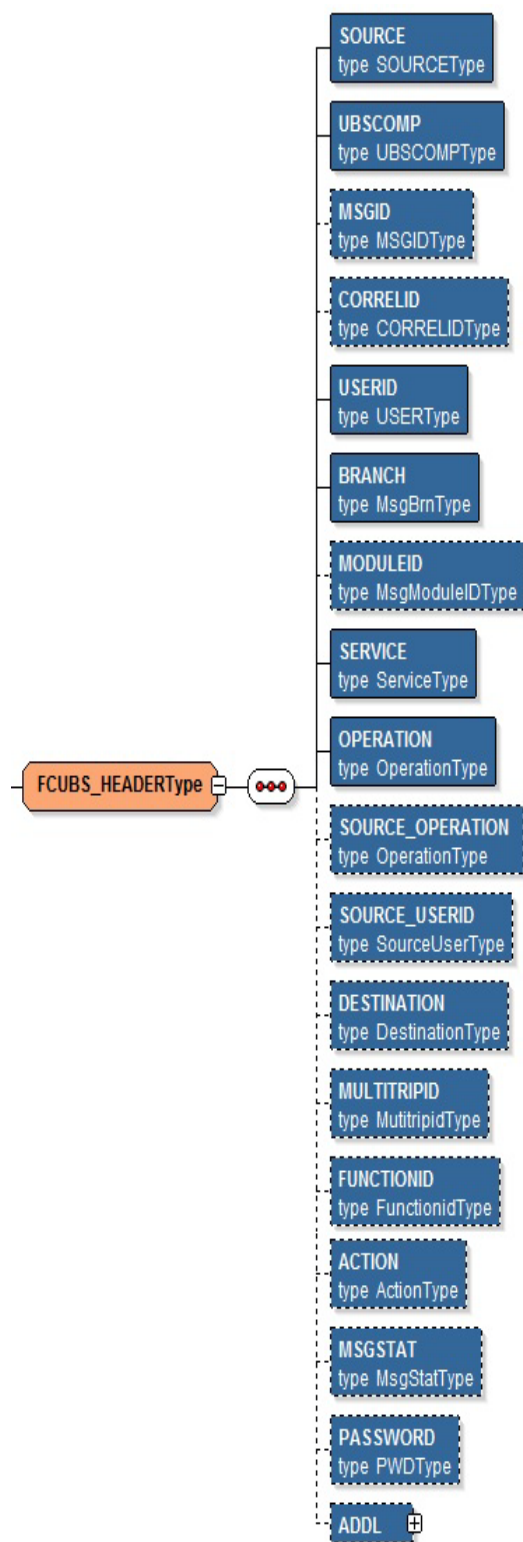 SOURCE
type SOURCEType
UBSCOMP
type UBSCOMPType
MSGID
type MSGIDType
CORRELID
type CORRELIDType
USERID
type USERType
BRANCH
type MsgBrnType
MODULEID
type MsgModuleIDType
SERVICE
type ServiceType
OPERATION
type OperationType
FCUBS_HEADERType
SOURCE_OPERATION
type OperationType
SOURCE_USERID
type SourceUserType
DESTINATION
type DestinationType
MULTITRIPID
type MutitripidType
FUNCTIONID
type FunctionidType
ACTION
type ActionType
MSGSTAT
type MsgStatType
PASSWORD
type PWDType
ADDL